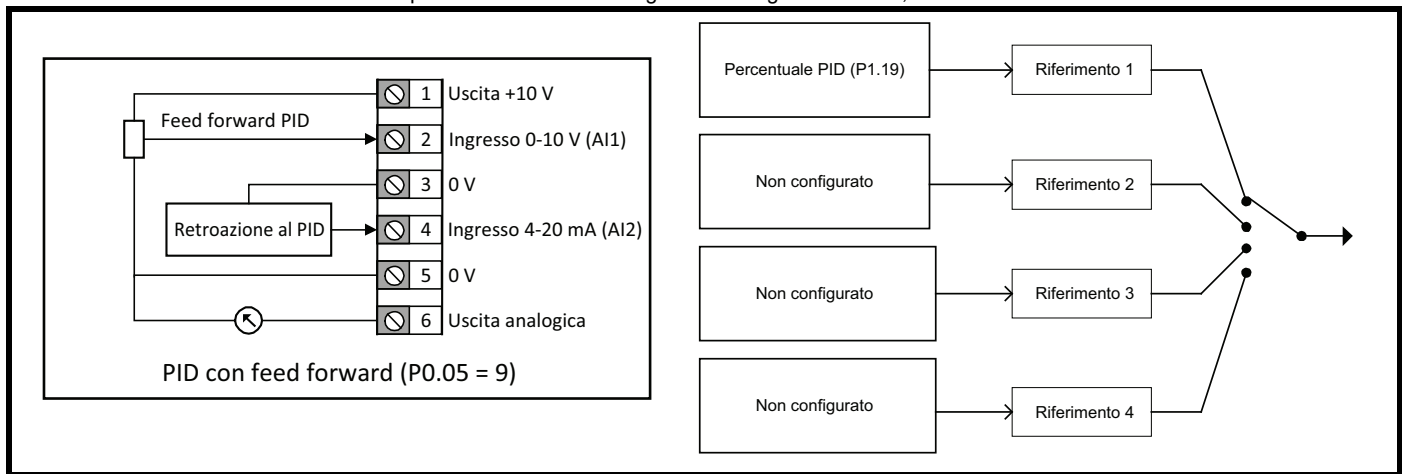 1 Uscita +10 V
Feed forward PID
2 Ingresso 0-10 V (AI1)
3 0 V
Retroazione al PID
4 Ingresso 4-20 mA (AI2)
5 0 V
6 Uscita analogica
PID con feed forward (P0.05 = 9)
Percentuale PID (P1.19)
Riferimento 1
Non configurato
Riferimento 2
Non configurato
Riferimento 3
Non configurato
Riferimento 4